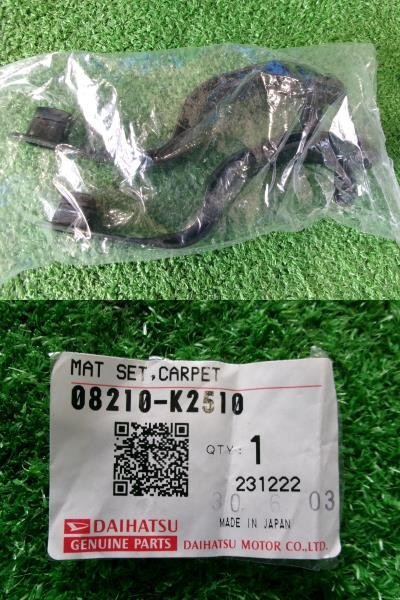 MAT SET,CARPET
08210-K2510
QTY: 1
231222
30 6 03
MADE IN JAPAN
DAIHATSU
GENUINE PARTS DAIHATSU MOTOR CO.,LTD.